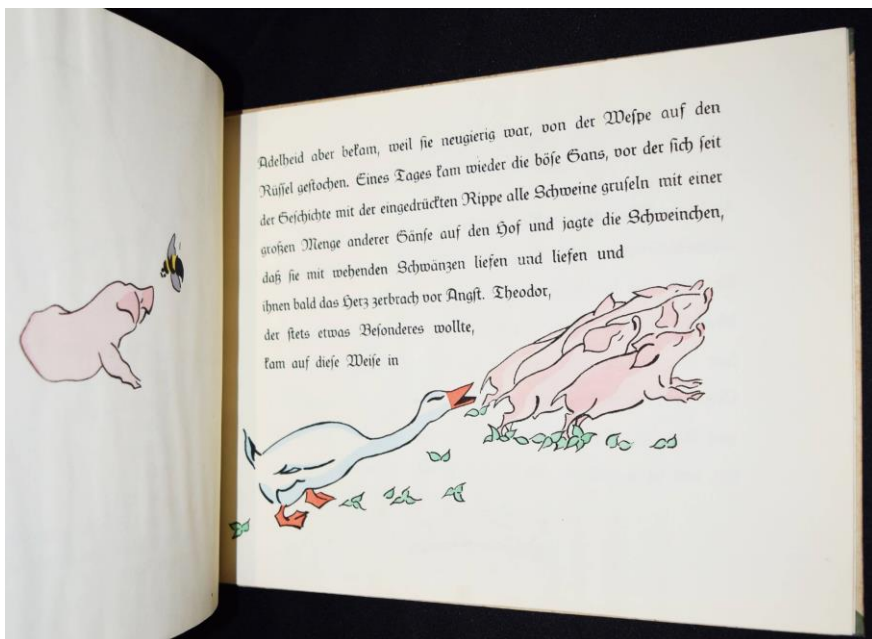 Adelheid aber bekam, weil ſie neugierig war, von der Weſpe auf den
Rüſſel geſtochen. Eines Tages kam wieder die böſe Gans, vor der ſich ſeit
der Geſchichte mit der eingedrückten Rippe alle Schweine gruſeln mit einer
großen Menge anderer Gänſe auf den Hof und jagte die Schweinchen,
daß ſie mit wehenden Schwänzen liefen und liefen und
ihnen bald das Herz zerbrach vor Angſt. Theodor,
der ſtets etwas Beſonderes wollte,
kam auf dieſe Weiſe in